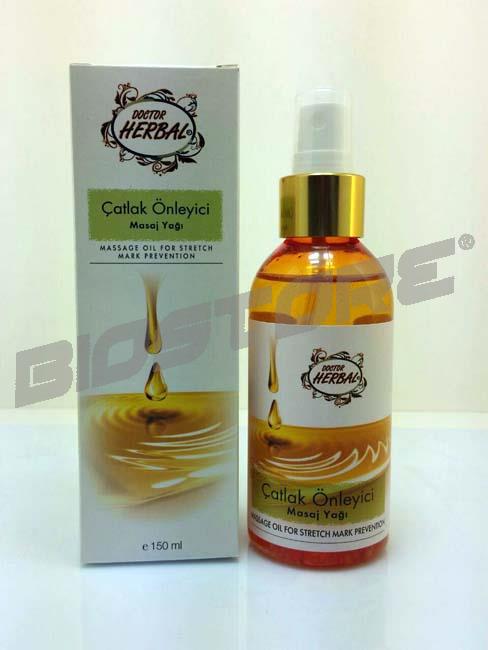 DOCTOR
HERBAL
Çatlak Önleyici
Masaj Yağı
MASSAGE OIL FOR STRETCH
MARK PREVENTION
e 150 ml
DOCTOR
HERBAL
Çatlak Önleyici
Masaj Yağı
MASSAGE OIL FOR STRETCH MARK PREVENTION
BIOSTORE®